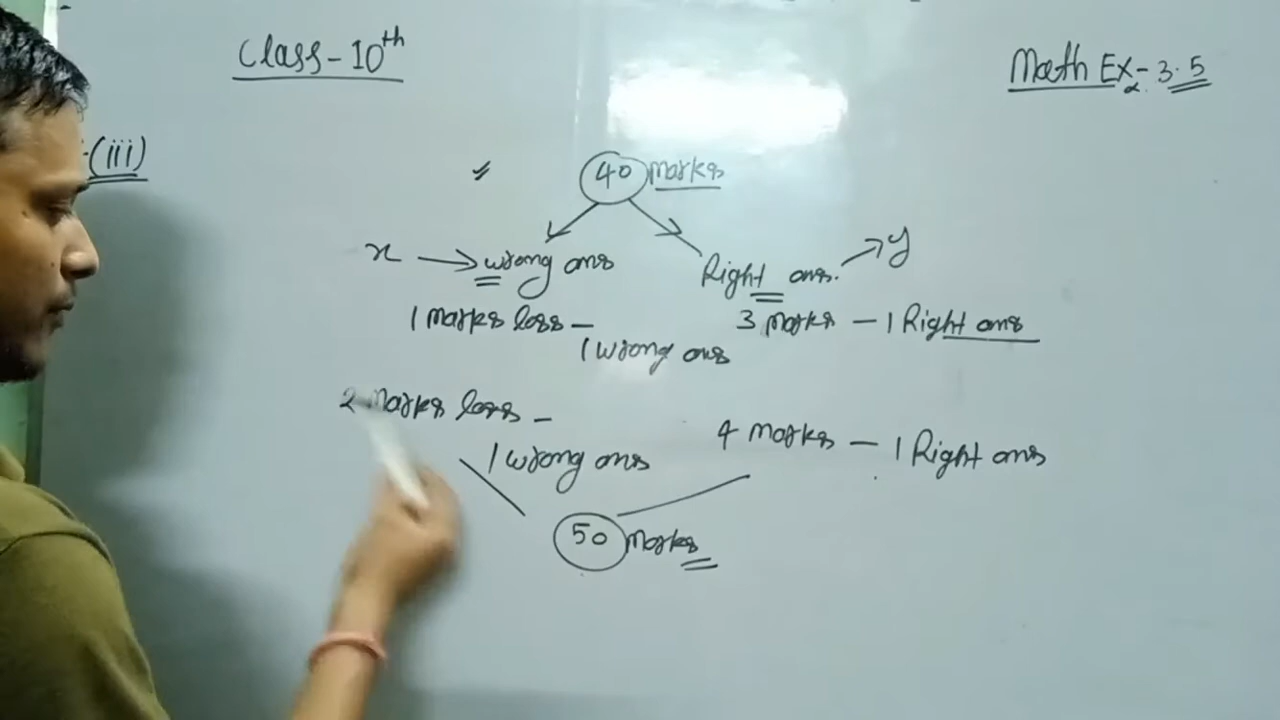 Class-10th
Math Ex-3.5
(iii)
40 marks
x → wrong ans
Right ans. → y
1 marks loss -
1 wrong ans
3 marks - 1 Right ans
2 marks loss -
1 wrong ans
4 marks - 1 Right ans
50 marks